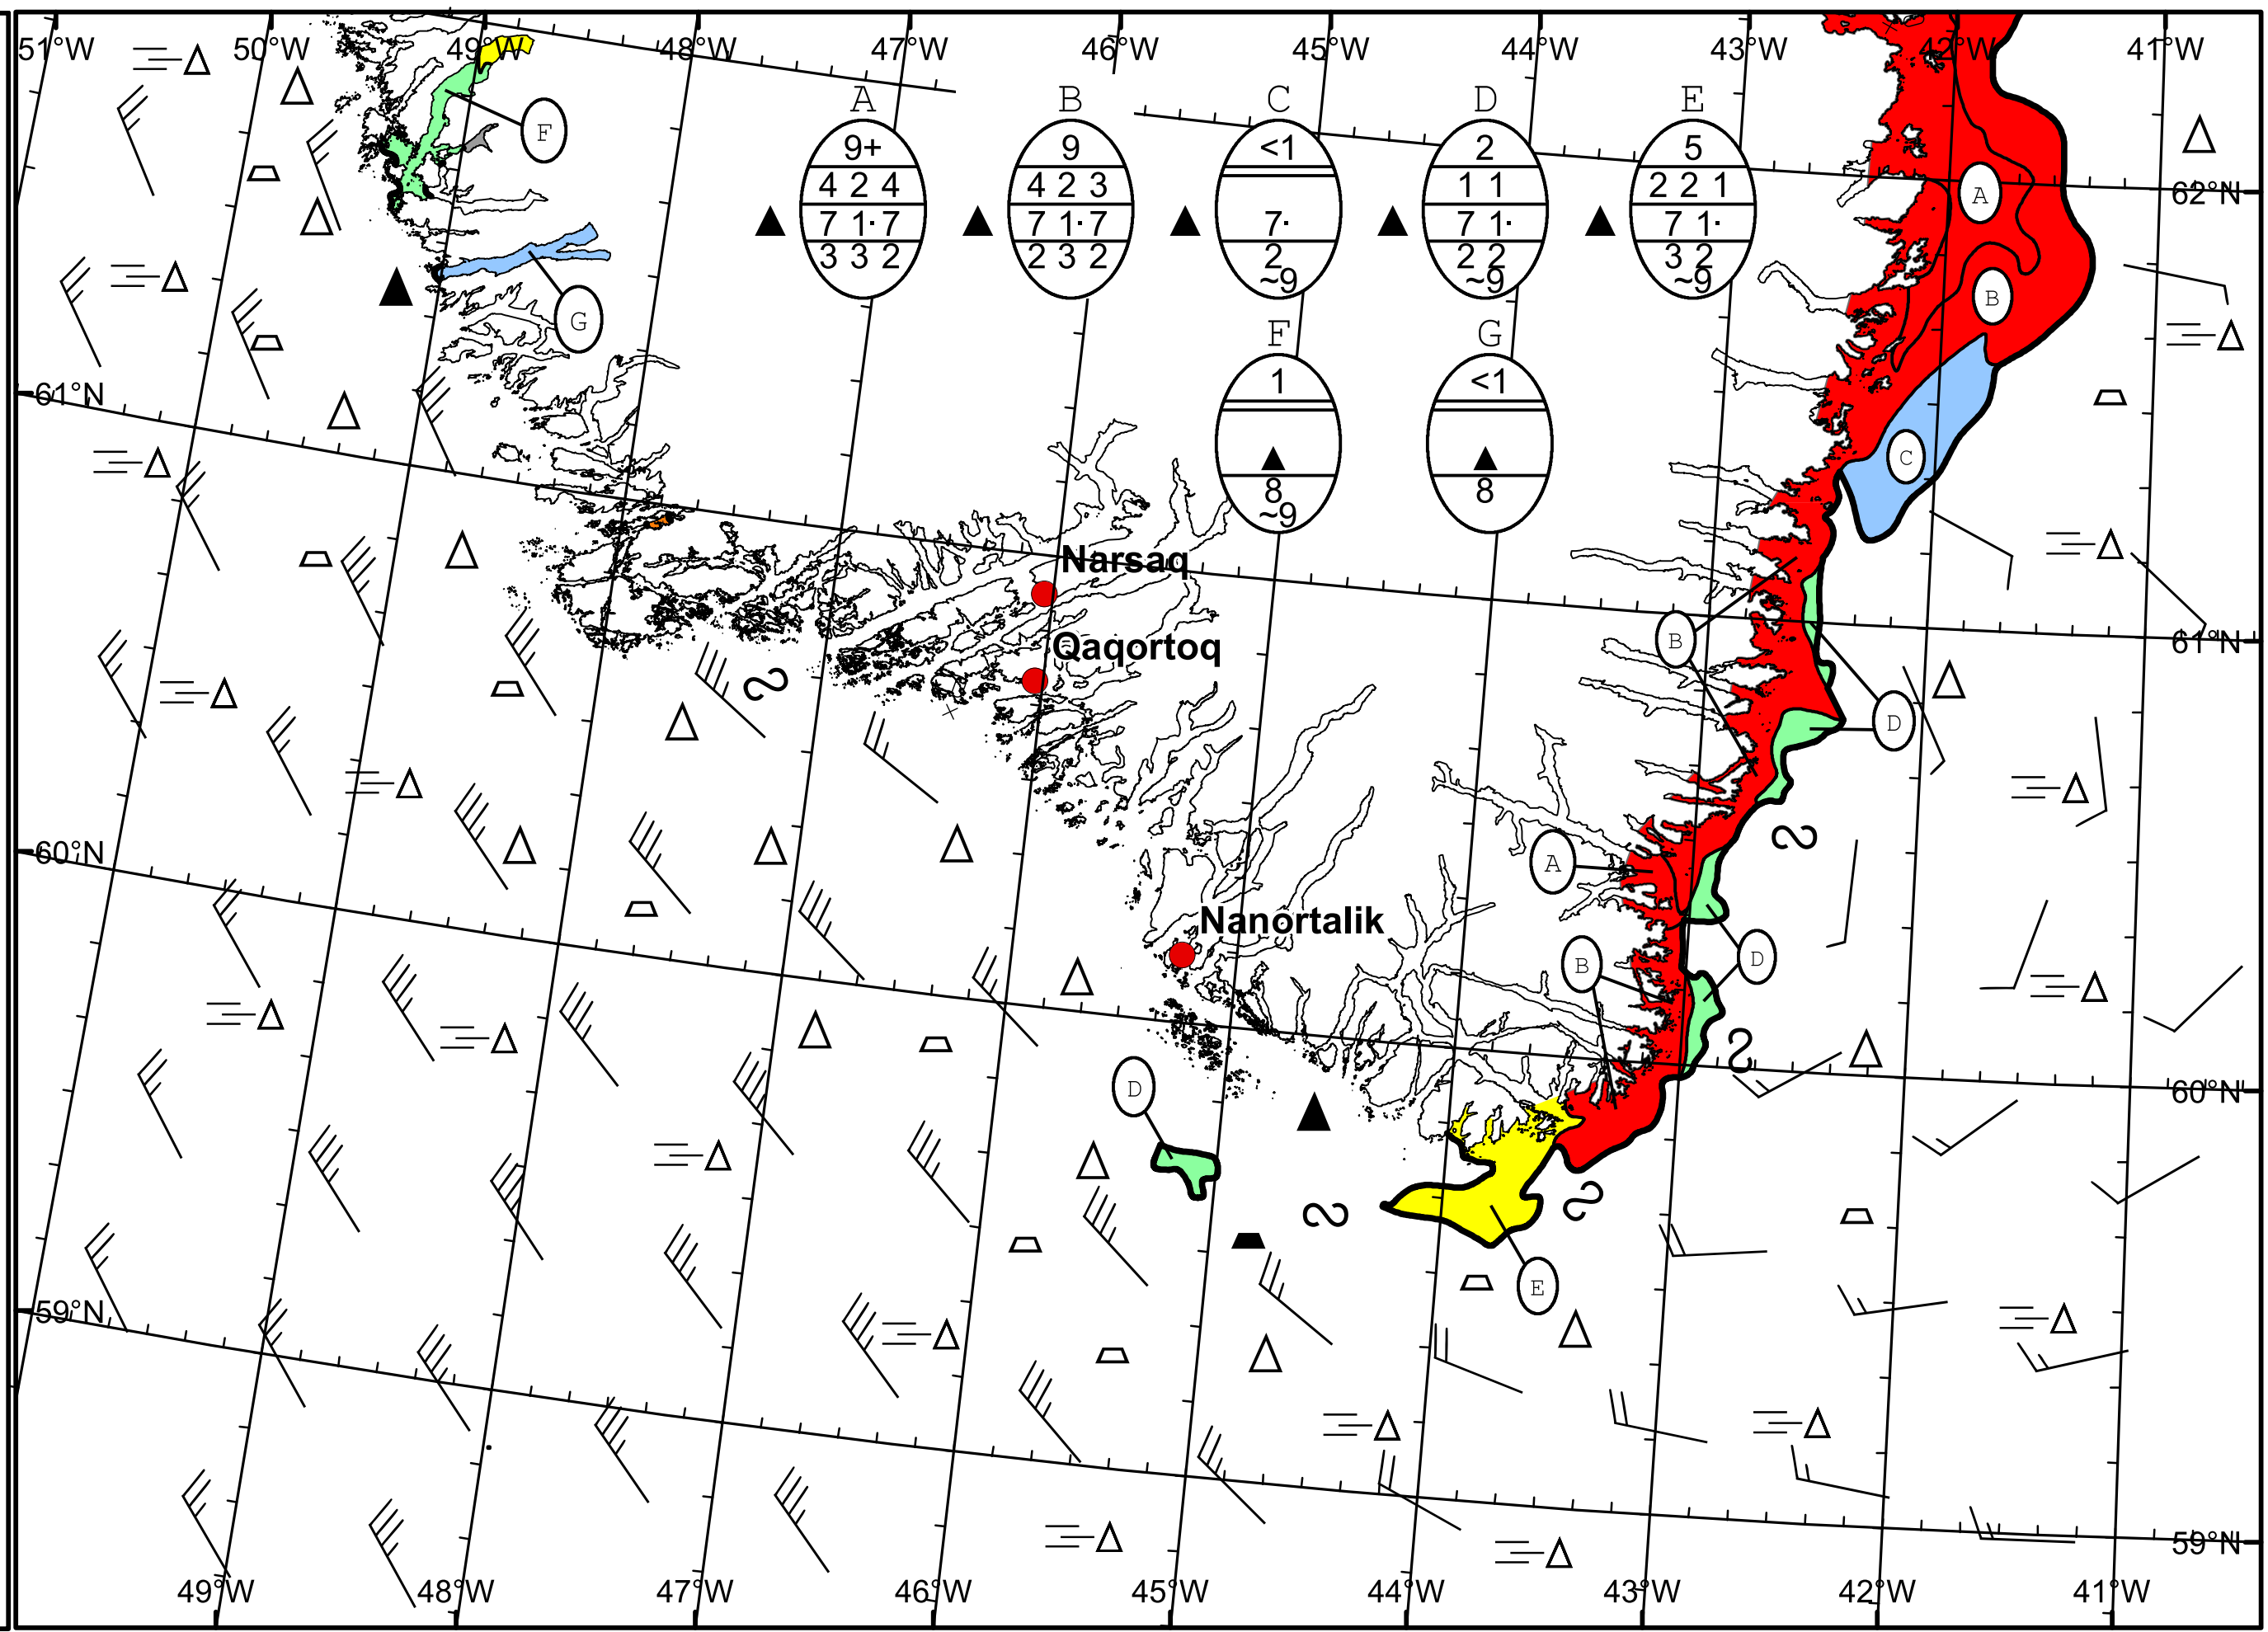 51°W 50°W 49°W 48°W 47°W 46°W 45°W 44°W 43°W 42°W 41°W
A B C D E
9+ 9 <1 2 5
4 2 4 4 2 3 1 1 2 2 1
7 1· 7 7 1· 7 7· 7 1· 7 1·
3 3 2 2 3 2 2 2 2 3 2
~9 ~9 ~9
F
A
62°N
G
B
F G
1 <1
8 8
~9
61°N
C
Narsaq
B
61°N
Qaqortoq
D
60°N
A
Nanortalik
B
D
D
60°N
E
59°N
59°N
49°W 48°W 47°W 46°W 45°W 44°W 43°W 42°W 41°W